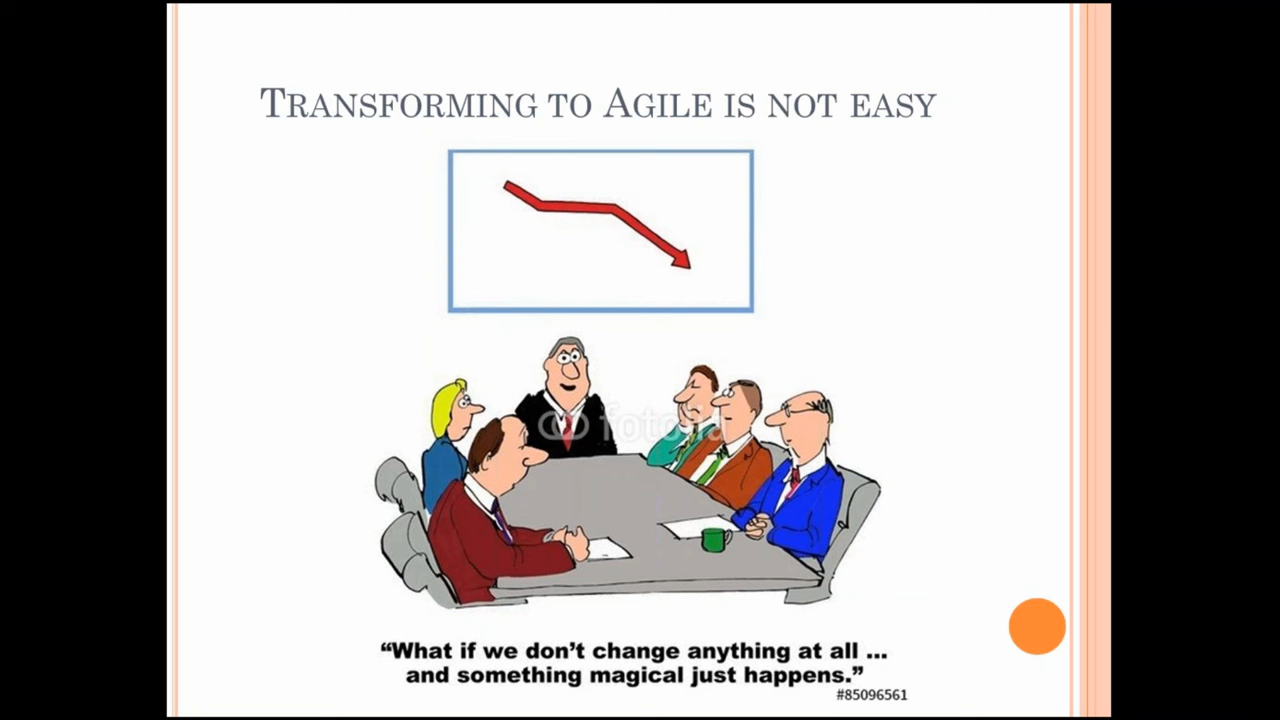 TRANSFORMING TO AGILE IS NOT EASY
fotolia
“What if we don’t change anything at all ...
and something magical just happens.”
#85096561